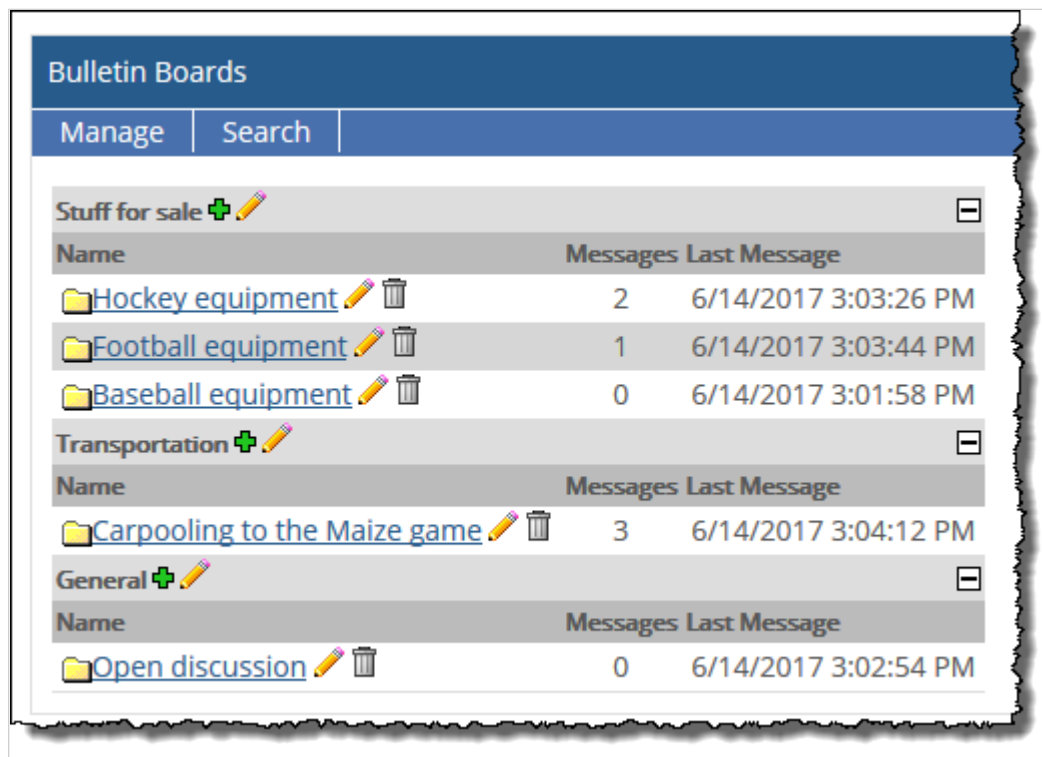 Bulletin Boards
Manage Search
Stuff for sale
Name Messages Last Message
Hockey equipment 2 6/14/2017 3:03:26 PM
Football equipment 1 6/14/2017 3:03:44 PM
Baseball equipment 0 6/14/2017 3:01:58 PM
Transportation
Name Messages Last Message
Carpooling to the Maize game 3 6/14/2017 3:04:12 PM
General
Name Messages Last Message
Open discussion 0 6/14/2017 3:02:54 PM